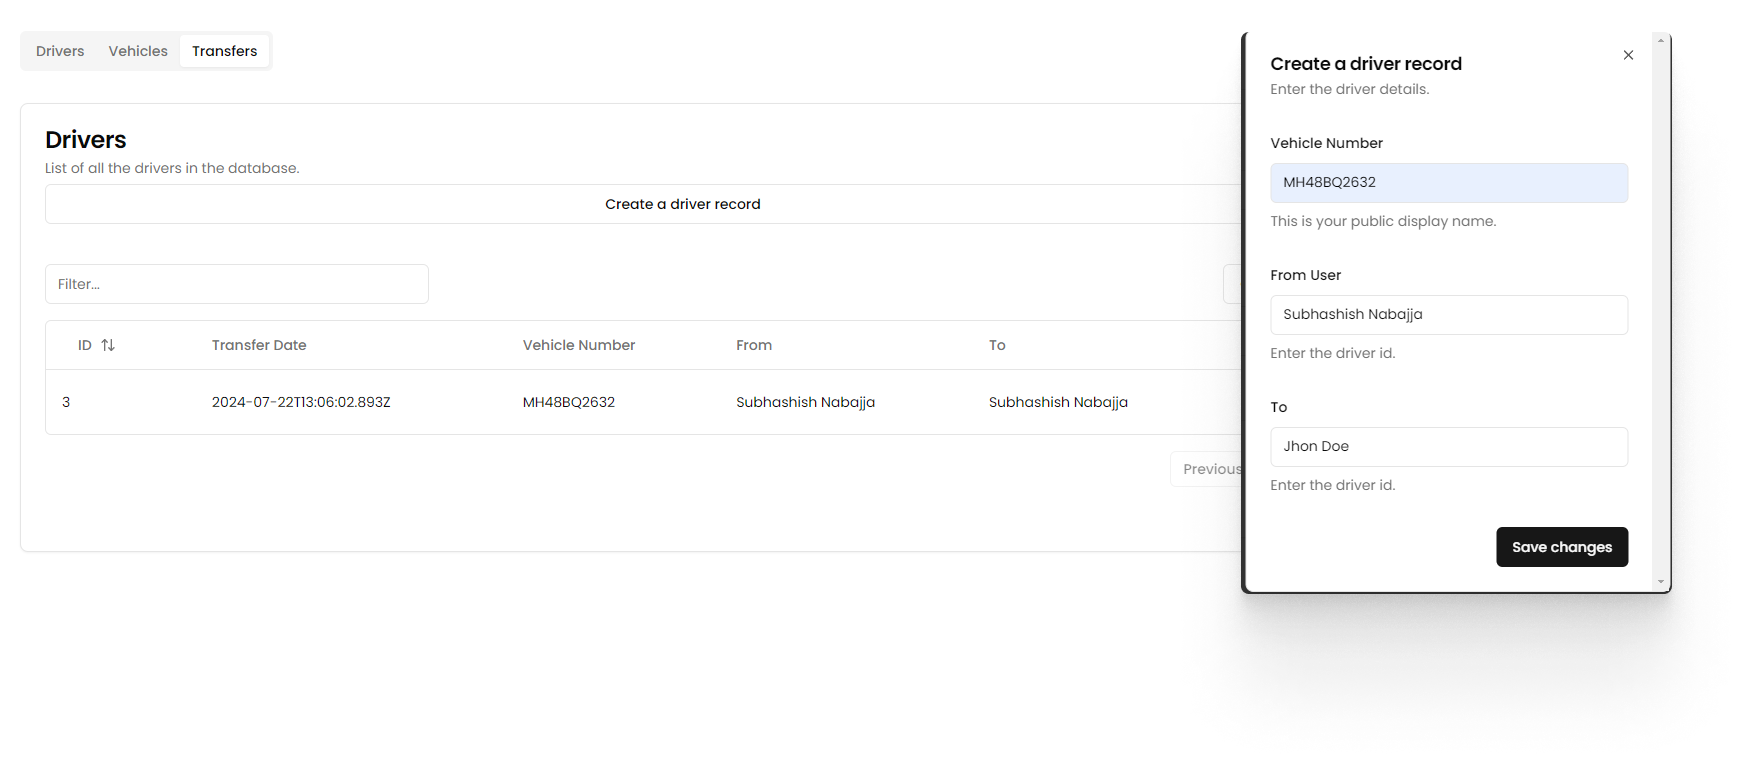 Drivers Vehicles Transfers
Drivers
List of all the drivers in the database.
Create a driver record
Filter...
ID Transfer Date Vehicle Number From To
3 2024-07-22T13:06:02.893Z MH48BQ2632 Subhashish Nabajja Subhashish Nabajja
Previous
Create a driver record
Enter the driver details.
Vehicle Number
MH48BQ2632
This is your public display name.
From User
Subhashish Nabajja
Enter the driver id.
To
Jhon Doe
Enter the driver id.
Save changes